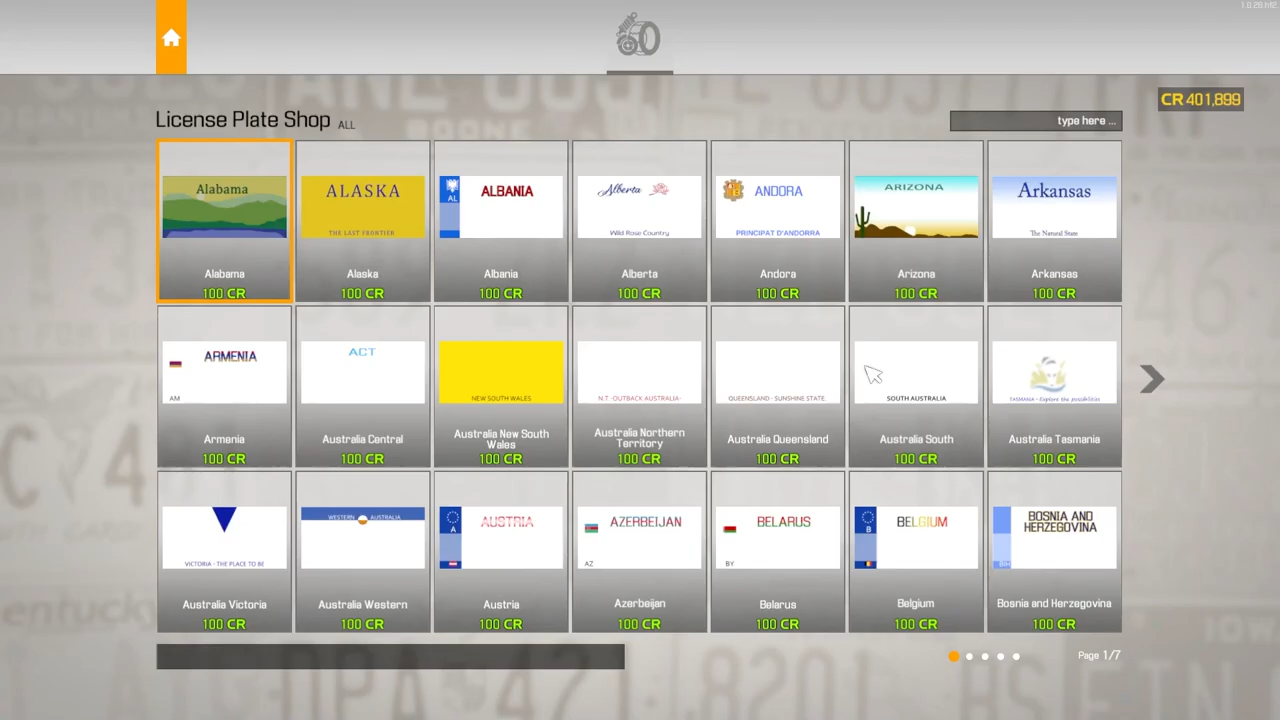 1.0.28.hf2.
CR 401,899
License Plate Shop ALL
type here ...
Alabama
ALASKA
THE LAST FRONTIER
AL
ALBANIA
Alberta
Wild Rose Country
ANDORA
PRINCIPAT D'ANDORRA
ARIZONA
Arkansas
The Natural State
Alabama
Alaska
Albania
Alberta
Andora
Arizona
Arkansas
100 CR
100 CR
100 CR
100 CR
100 CR
100 CR
100 CR
ARMENIA
AM
ACT
NEW SOUTH WALES
N.T. -OUTBACK AUSTRALIA-
QUEENSLAND - SUNSHINE STATE.
SOUTH AUSTRALIA
TASMANIA - Explore the possibilities
Armenia
Australia Central
Australia New South
Wales
Australia Northern
Territory
Australia Queensland
Australia South
Australia Tasmania
100 CR
100 CR
100 CR
100 CR
100 CR
100 CR
100 CR
VICTORIA - THE PLACE TO BE
WESTERN AUSTRALIA
A
AUSTRIA
AZERBEIJAN
AZ
BELARUS
BY
B
BELGIUM
BOSNIA AND
HERZEGOVINA
BIH
Australia Victoria
Australia Western
Austria
Azerbeijan
Belarus
Belgium
Bosnia and Herzegovina
100 CR
100 CR
100 CR
100 CR
100 CR
100 CR
100 CR
Page 1/7